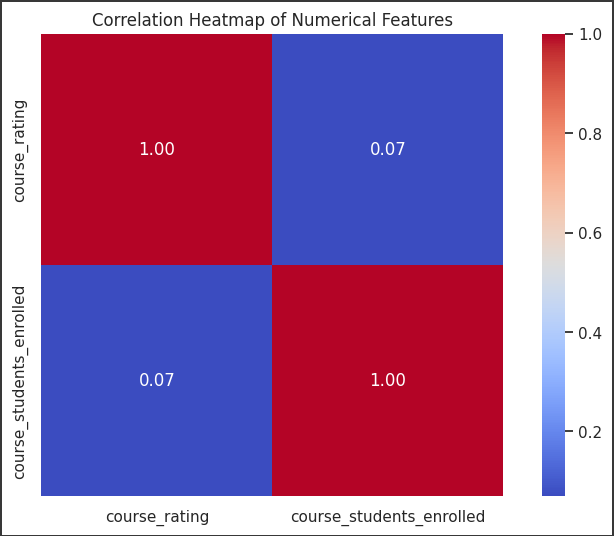 Correlation Heatmap of Numerical Features
course_rating
course_students_enrolled
1.00
0.07
0.07
1.00
course_rating
course_students_enrolled
1.0
0.8
0.6
0.4
0.2